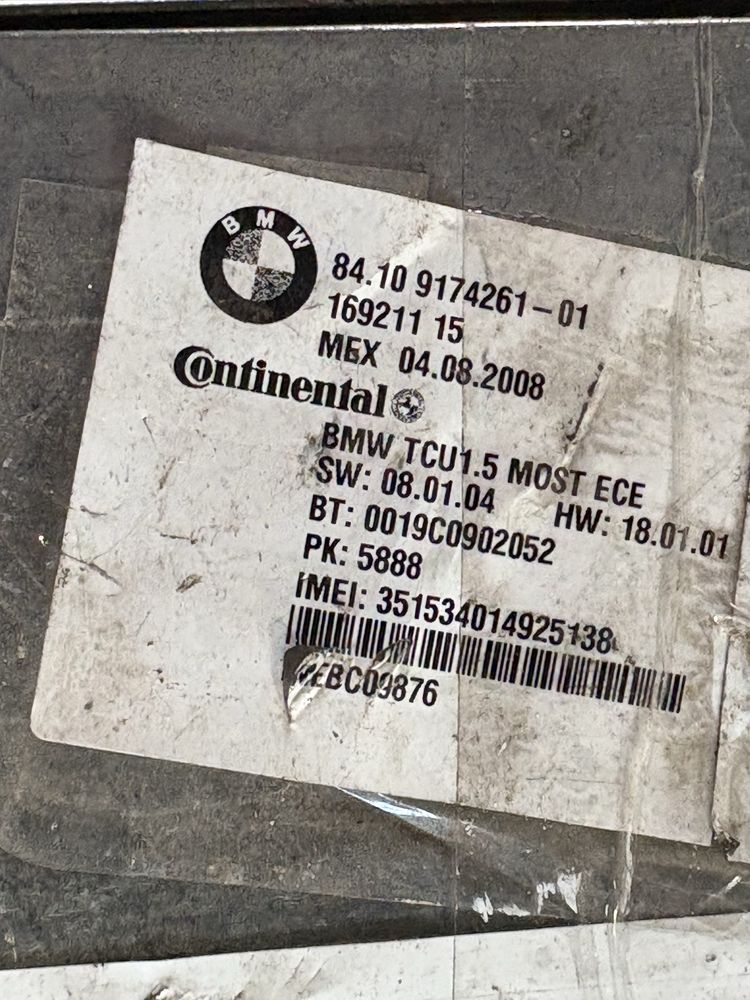 BMW
84.10 9174261-01
169211 15
MEX 04.08.2008
Continental
BMW TCU1.5 MOST ECE
SW: 08.01.04 HW: 18.01.01
BT: 0019C0902052
PK: 5888
IMEI: 351534014925138